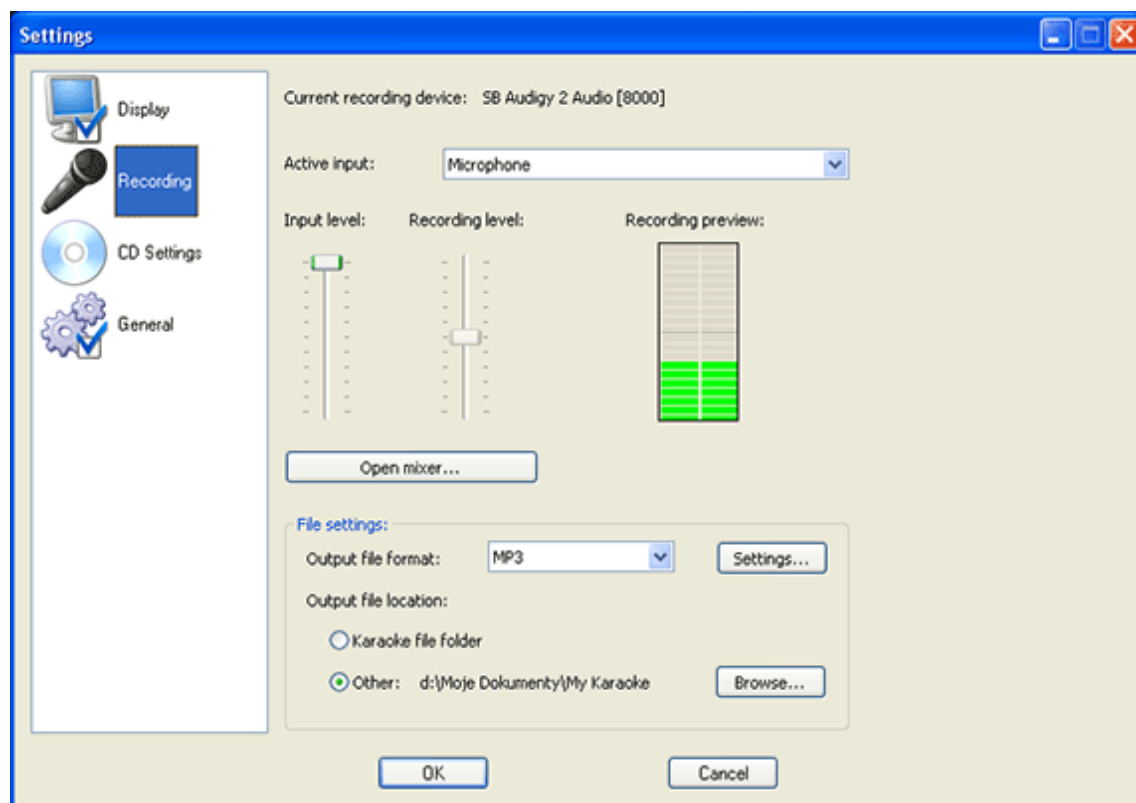 Settings
Display
Recording
CD Settings
General
Current recording device: SB Audigy 2 Audio [8000]
Active input: Microphone
Input level: Recording level: Recording preview:
Open mixer...
File settings:
Output file format: MP3 Settings...
Output file location:
Karaoke file folder
Other: d:\Moje Dokumenty\My Karaoke Browse...
OK Cancel